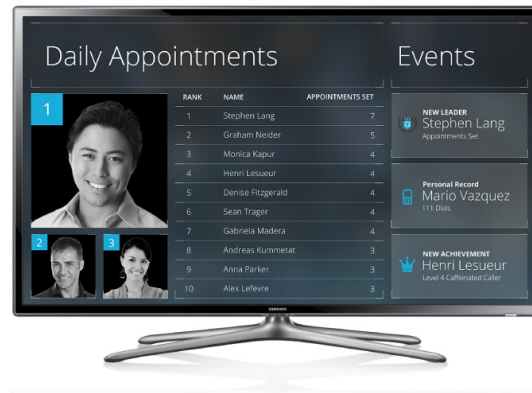 Daily Appointments
Events
1
2
3
RANK NAME APPOINTMENTS SET
1 Stephen Lang 7
2 Graham Neider 5
3 Monica Kapur 4
4 Henri Lesueur 4
5 Denise Fitzgerald 4
6 Sean Trager 4
7 Gabriela Madera 4
8 Andreas Kummetat 3
9 Anna Parker 3
10 Alex Lefevre 3
NEW LEADER
Stephen Lang
Appointments Set
Personal Record
Mario Vazquez
111 Dials
NEW ACHIEVEMENT
Henri Lesueur
Level 4 Caffeinated Caller
SAMSUNG